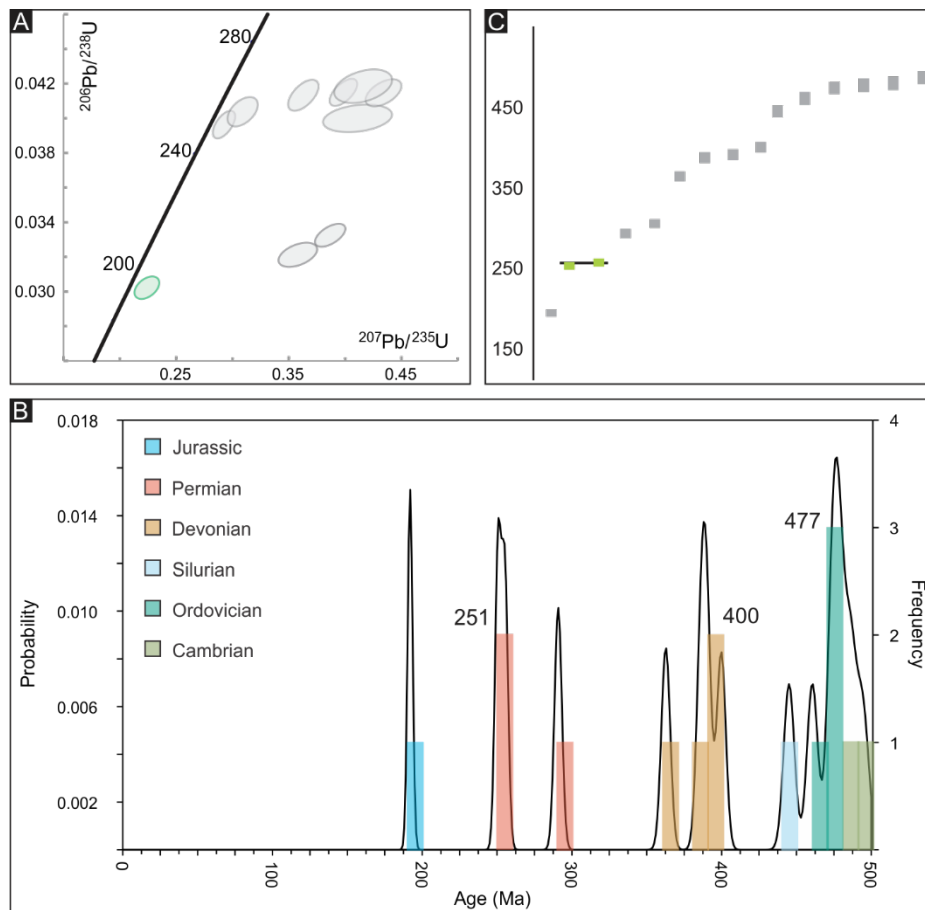 A
²⁰⁶Pb/²³⁸U
280
0.042
0.038
240
0.034
200
0.030
²⁰⁷Pb/²³⁵U
0.25
0.35
0.45
C
450
350
250
150
B
0.018
0.014
0.010
0.006
0.002
Probability
Jurassic
Permian
Devonian
Silurian
Ordovician
Cambrian
251
400
477
4
3
2
1
0
Frequency
0
100
200
300
400
500
Age (Ma)